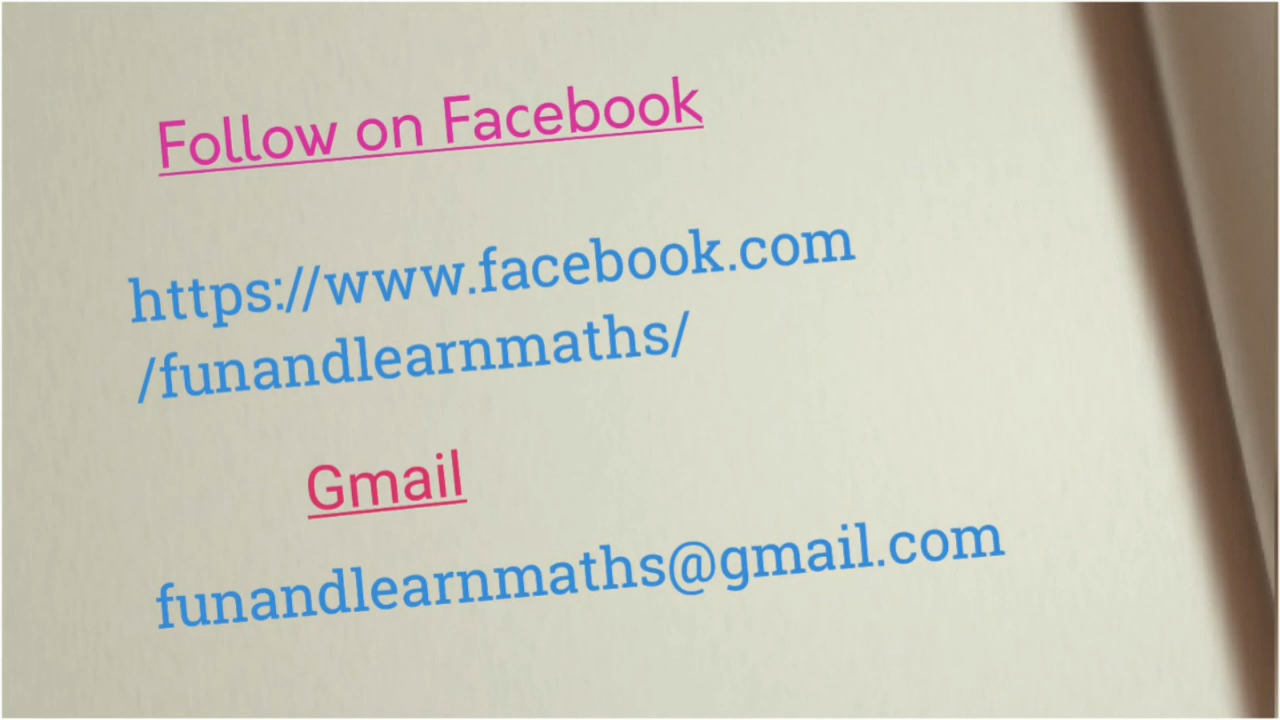 Follow on Facebook
https://www.facebook.com
/funandlearnmaths/
Gmail
funandlearnmaths@gmail.com